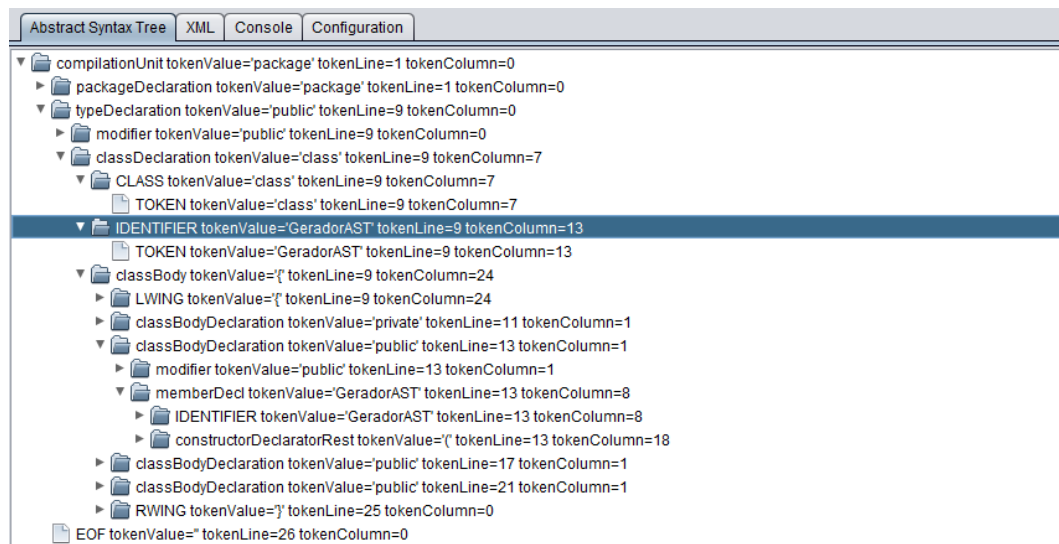 Abstract Syntax Tree XML Console Configuration
compilationUnit tokenValue='package' tokenLine=1 tokenColumn=0
packageDeclaration tokenValue='package' tokenLine=1 tokenColumn=0
typeDeclaration tokenValue='public' tokenLine=9 tokenColumn=0
modifier tokenValue='public' tokenLine=9 tokenColumn=0
classDeclaration tokenValue='class' tokenLine=9 tokenColumn=7
CLASS tokenValue='class' tokenLine=9 tokenColumn=7
TOKEN tokenValue='class' tokenLine=9 tokenColumn=7
IDENTIFIER tokenValue='GeradorAST' tokenLine=9 tokenColumn=13
TOKEN tokenValue='GeradorAST' tokenLine=9 tokenColumn=13
classBody tokenValue='{' tokenLine=9 tokenColumn=24
LWING tokenValue='{' tokenLine=9 tokenColumn=24
classBodyDeclaration tokenValue='private' tokenLine=11 tokenColumn=1
classBodyDeclaration tokenValue='public' tokenLine=13 tokenColumn=1
modifier tokenValue='public' tokenLine=13 tokenColumn=1
memberDecl tokenValue='GeradorAST' tokenLine=13 tokenColumn=8
IDENTIFIER tokenValue='GeradorAST' tokenLine=13 tokenColumn=8
constructorDeclaratorRest tokenValue='(' tokenLine=13 tokenColumn=18
classBodyDeclaration tokenValue='public' tokenLine=17 tokenColumn=1
classBodyDeclaration tokenValue='public' tokenLine=21 tokenColumn=1
RWING tokenValue='}' tokenLine=25 tokenColumn=0
EOF tokenValue='' tokenLine=26 tokenColumn=0